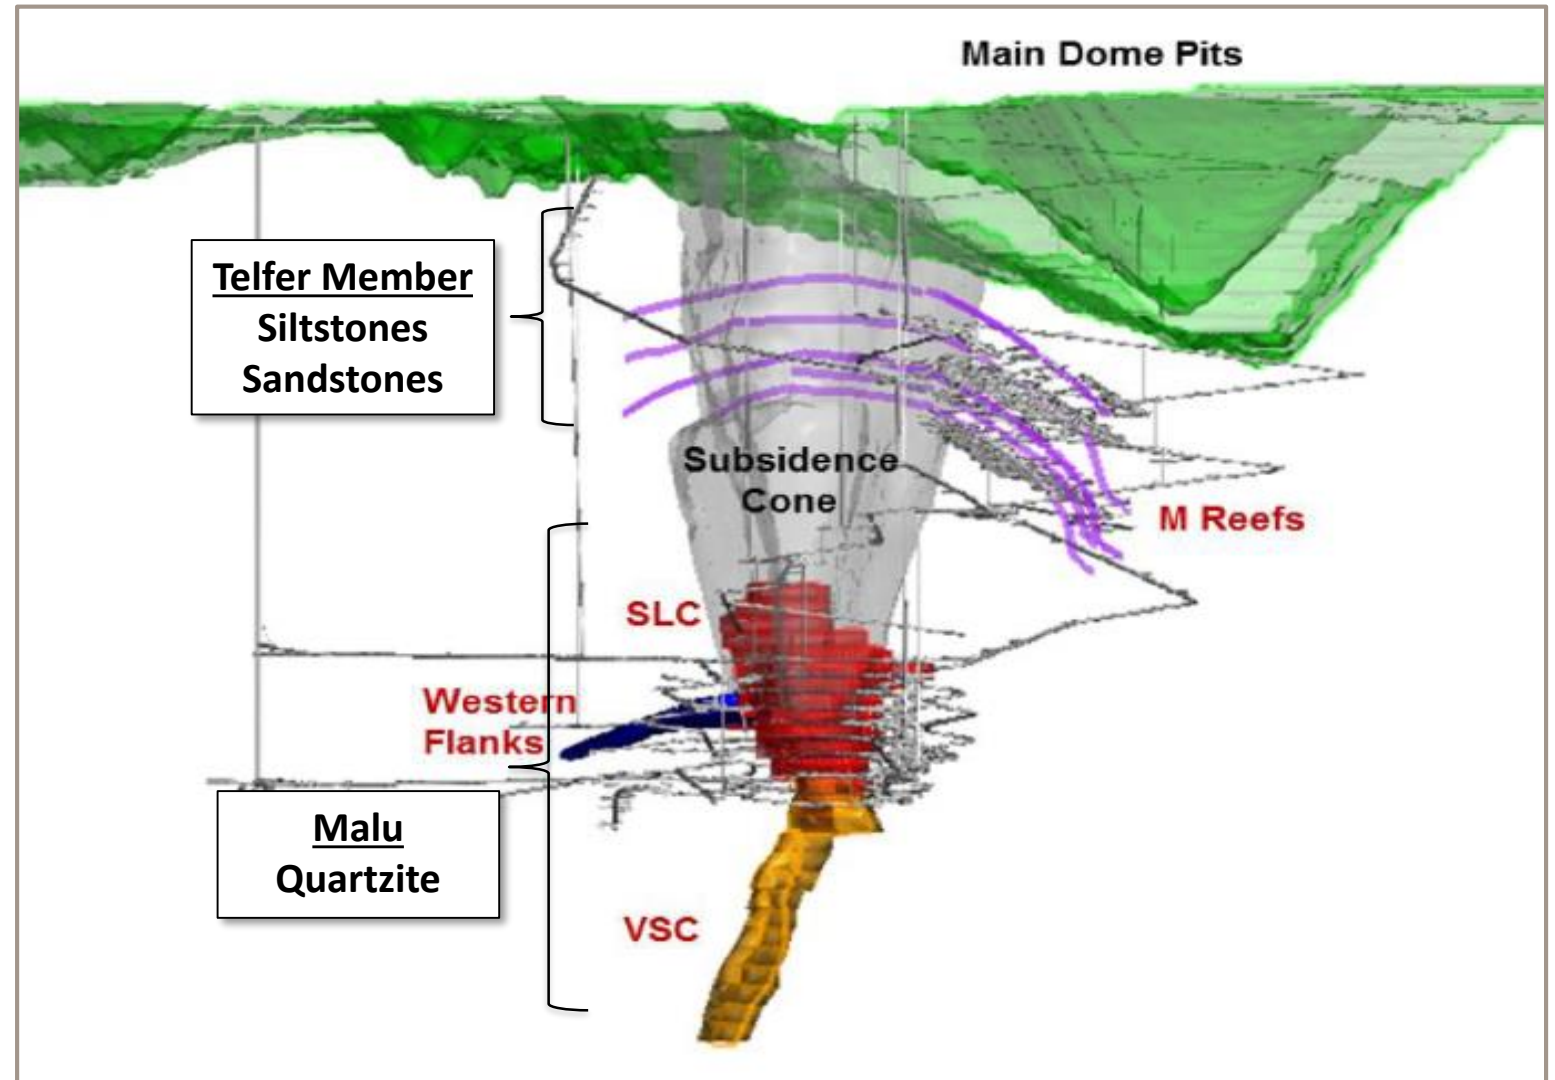 Main Dome Pits
Telfer Member
Siltstones
Sandstones
Subsidence
Cone
M Reefs
SLC
Western
Flanks
Malu
Quartzite
VSC